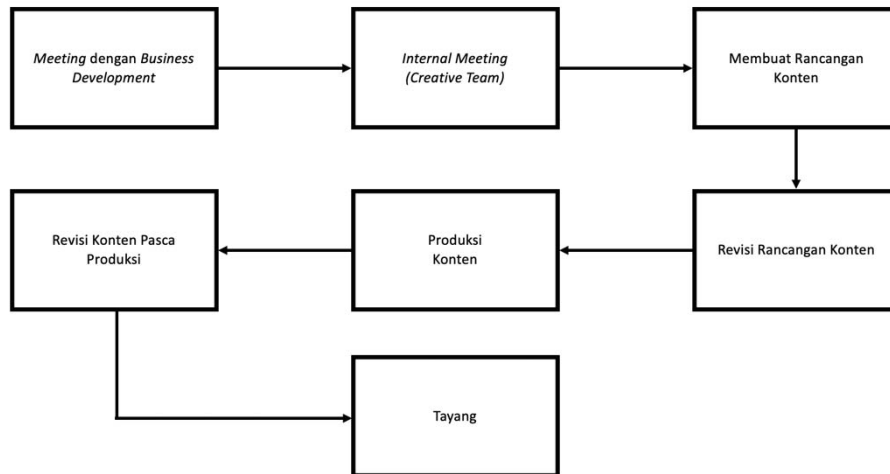 Meeting dengan Business
Development
Internal Meeting
(Creative Team)
Membuat Rancangan
Konten
Revisi Rancangan Konten
Produksi
Konten
Revisi Konten Pasca
Produksi
Tayang